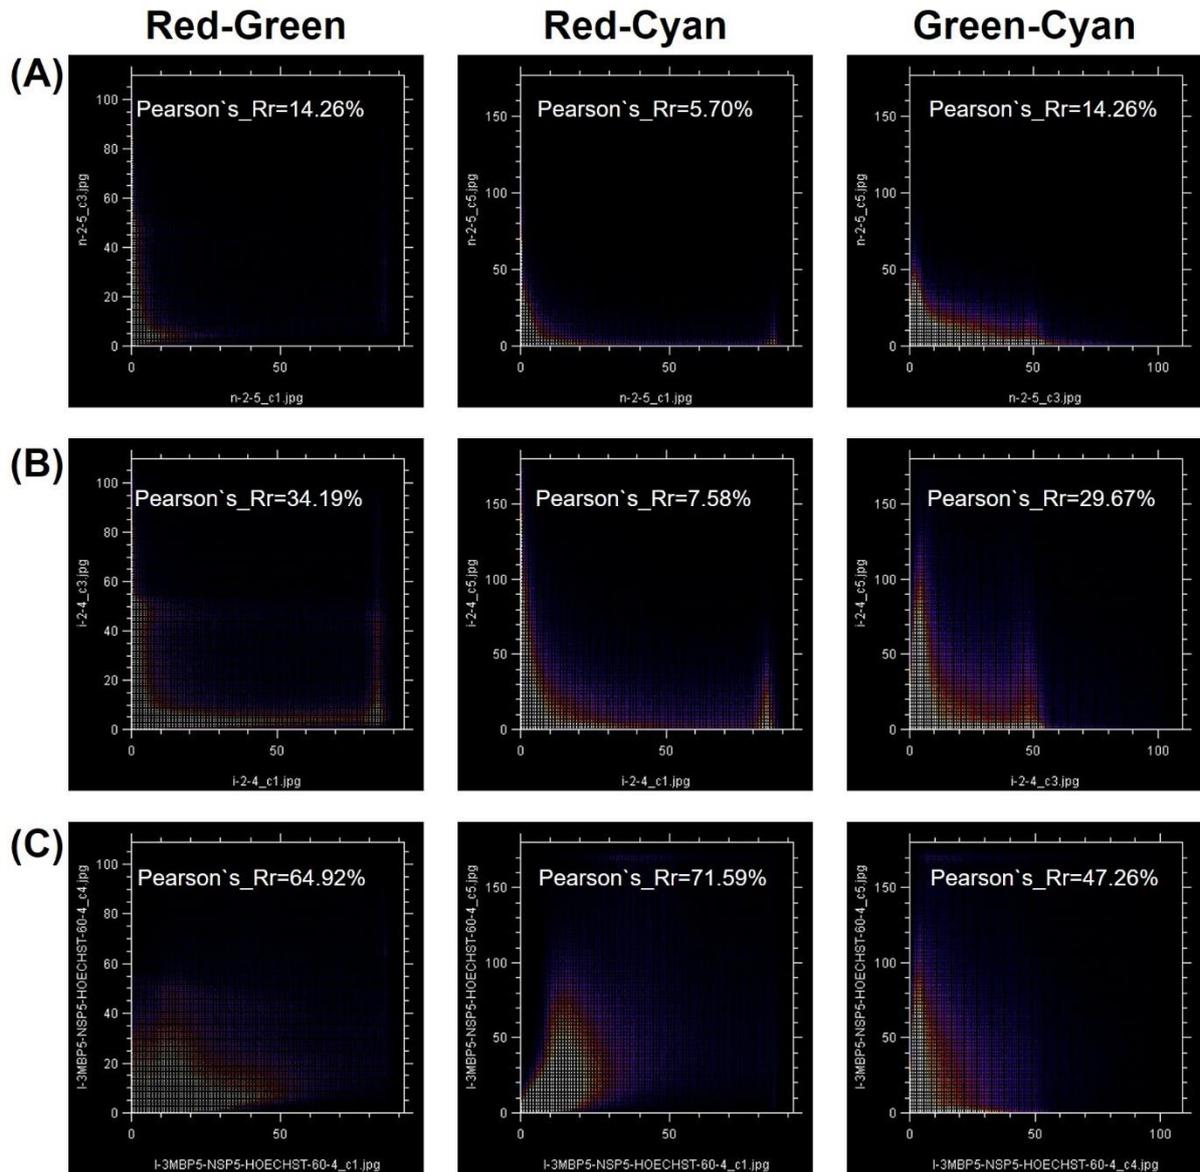 Red-Green Red-Cyan Green-Cyan
(A)
Pearson`s_Rr=14.26%
n-2-5_c3.jpg
100
80
60
40
20
0
0 50
n-2-5_c1.jpg
Pearson`s_Rr=5.70%
n-2-5_c5.jpg
150
100
50
0
0 50
n-2-5_c1.jpg
Pearson`s_Rr=14.26%
n-2-5_c5.jpg
150
100
50
0
0 50 100
n-2-5_c3.jpg
(B)
Pearson`s_Rr=34.19%
i-2-4_c3.jpg
100
80
60
40
20
0
0 50
i-2-4_c1.jpg
Pearson`s_Rr=7.58%
i-2-4_c5.jpg
150
100
50
0
0 50
i-2-4_c1.jpg
Pearson`s_Rr=29.67%
i-2-4_c5.jpg
150
100
50
0
0 50 100
i-2-4_c3.jpg
(C)
Pearson`s_Rr=64.92%
I-3MBP5-NSP5-HOECHST-60-4_c4.jpg
100
80
60
40
20
0
0 50
I-3MBP5-NSP5-HOECHST-60-4_c1.jpg
Pearson`s_Rr=71.59%
I-3MBP5-NSP5-HOECHST-60-4_c5.jpg
150
100
50
0
0 50
I-3MBP5-NSP5-HOECHST-60-4_c1.jpg
Pearson`s_Rr=47.26%
I-3MBP5-NSP5-HOECHST-60-4_c5.jpg
150
100
50
0
0 50 100
I-3MBP5-NSP5-HOECHST-60-4_c4.jpg